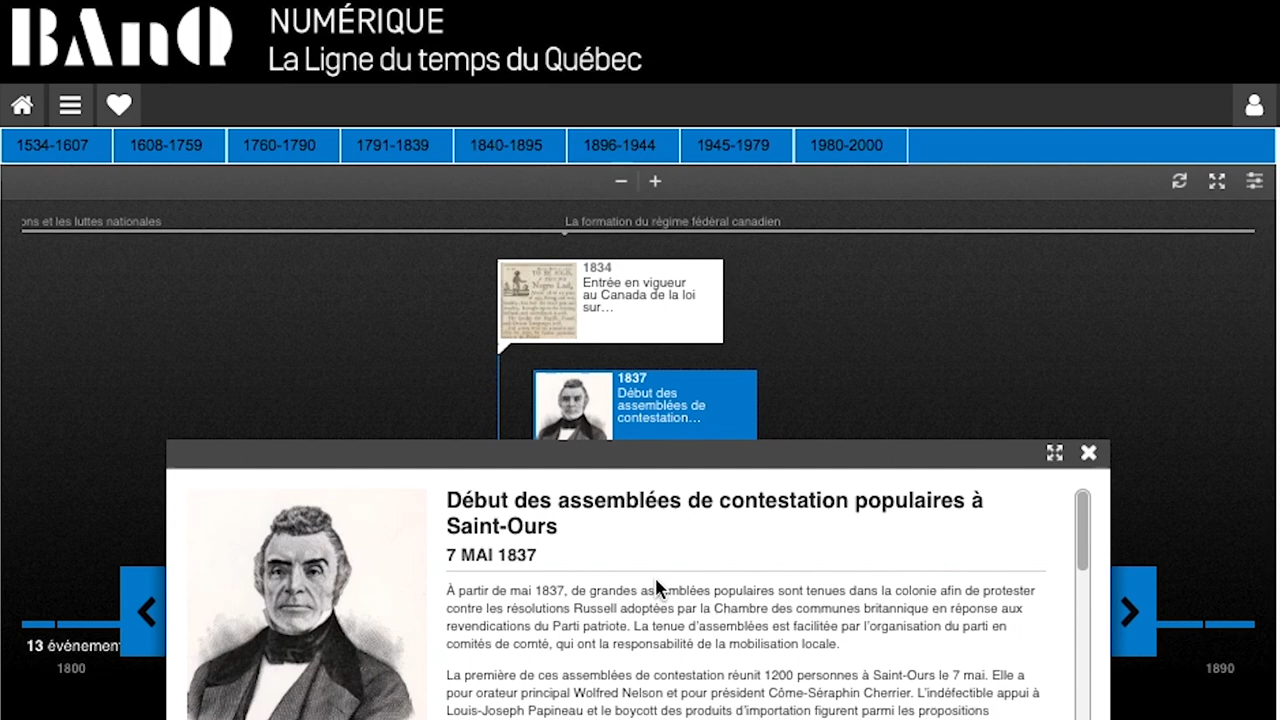 BAnQ
NUMÉRIQUE
La Ligne du temps du Québec
1534-1607
1608-1759
1760-1790
1791-1839
1840-1895
1896-1944
1945-1979
1980-2000
ons et les luttes nationales
La formation du régime fédéral canadien
1834
Entrée en vigueur
au Canada de la loi
sur…
1837
Début des
assemblées de
contestation…
Début des assemblées de contestation populaires à
Saint-Ours
7 MAI 1837
À partir de mai 1837, de grandes assemblées populaires sont tenues dans la colonie afin de protester
contre les résolutions Russell adoptées par la Chambre des communes britannique en réponse aux
revendications du Parti patriote. La tenue d'assemblées est facilitée par l'organisation du parti en
comités de comté, qui ont la responsabilité de la mobilisation locale.
La première de ces assemblées de contestation réunit 1200 personnes à Saint-Ours le 7 mai. Elle a
pour orateur principal Wolfred Nelson et pour président Côme-Séraphin Cherrier. L'indéfectible appui à
Louis-Joseph Papineau et le boycott des produits d'importation figurent parmi les propositions
13 évènement
1800
1890